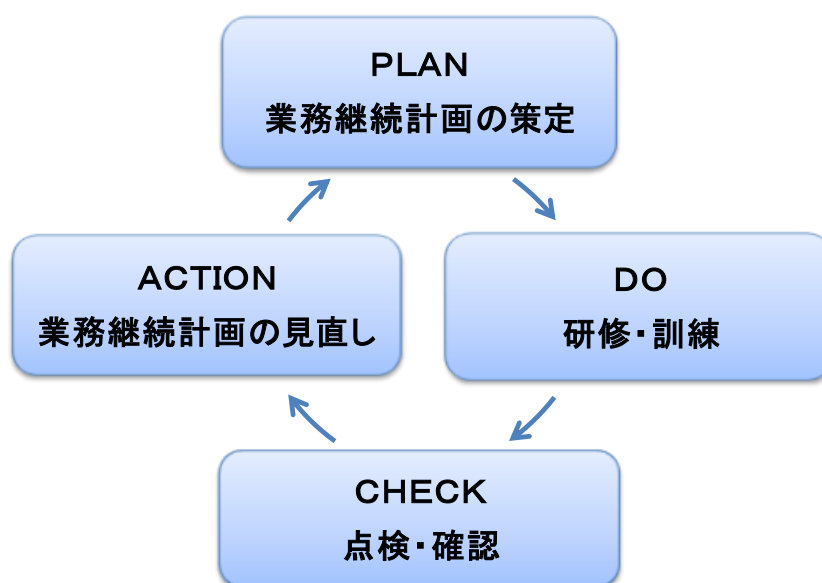 PLAN
業務継続計画の策定
ACTION
業務継続計画の見直し
DO
研修・訓練
CHECK
点検・確認